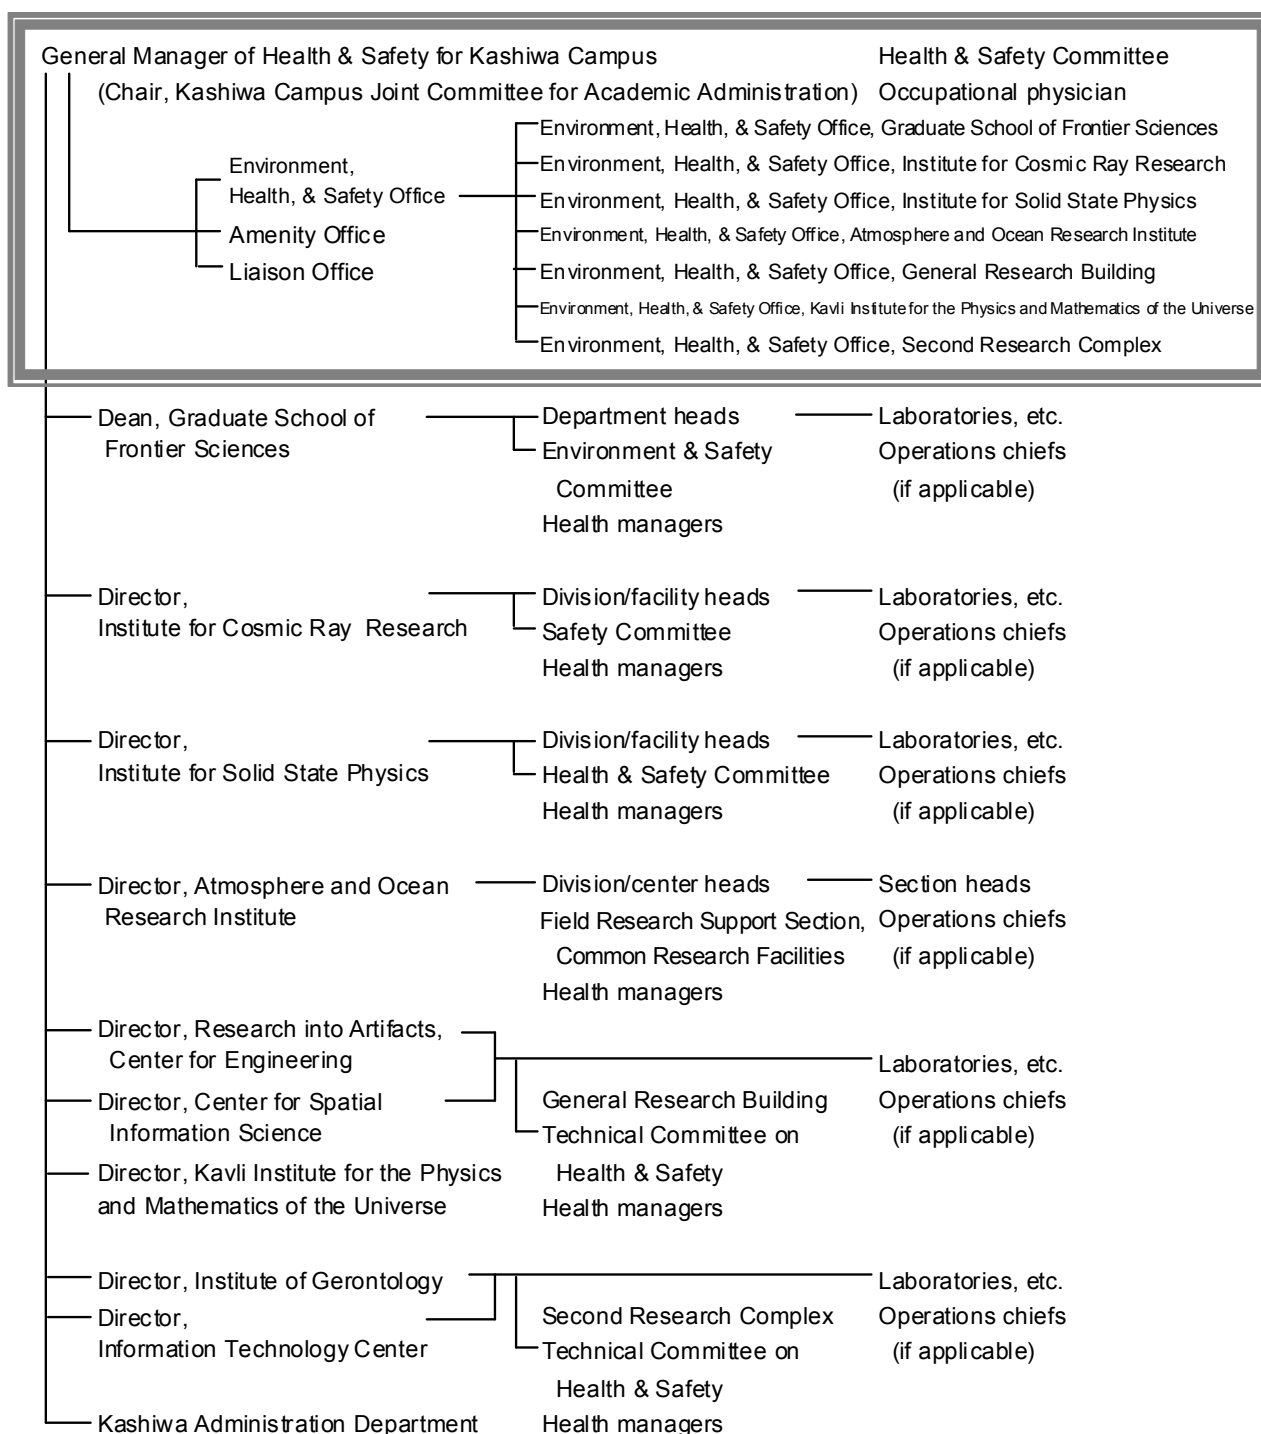 General Manager of Health & Safety for Kashiwa Campus
Health & Safety Committee
(Chair, Kashiwa Campus Joint Committee for Academic Administration)
Occupational physician
Environment,
Health, & Safety Office
Amenity Office
Liaison Office
Environment, Health, & Safety Office, Graduate School of Frontier Sciences
Environment, Health, & Safety Office, Institute for Cosmic Ray Research
Environment, Health, & Safety Office, Institute for Solid State Physics
Environment, Health, & Safety Office, Atmosphere and Ocean Research Institute
Environment, Health, & Safety Office, General Research Building
Environment, Health, & Safety Office, Kavli Institute for the Physics and Mathematics of the Universe
Environment, Health, & Safety Office, Second Research Complex
Dean, Graduate School of
Frontier Sciences
Department heads
Environment & Safety
Committee
Health managers
Laboratories, etc.
Operations chiefs
(if applicable)
Director,
Institute for Cosmic Ray Research
Division/facility heads
Safety Committee
Health managers
Laboratories, etc.
Operations chiefs
(if applicable)
Director,
Institute for Solid State Physics
Division/facility heads
Health & Safety Committee
Health managers
Laboratories, etc.
Operations chiefs
(if applicable)
Director, Atmosphere and Ocean
Research Institute
Division/center heads
Field Research Support Section,
Common Research Facilities
Health managers
Section heads
Operations chiefs
(if applicable)
Director, Research into Artifacts,
Center for Engineering
Director, Center for Spatial
Information Science
Director, Kavli Institute for the Physics
and Mathematics of the Universe
General Research Building
Technical Committee on
Health & Safety
Health managers
Laboratories, etc.
Operations chiefs
(if applicable)
Director, Institute of Gerontology
Director,
Information Technology Center
Kashiwa Administration Department
Second Research Complex
Technical Committee on
Health & Safety
Health managers
Laboratories, etc.
Operations chiefs
(if applicable)